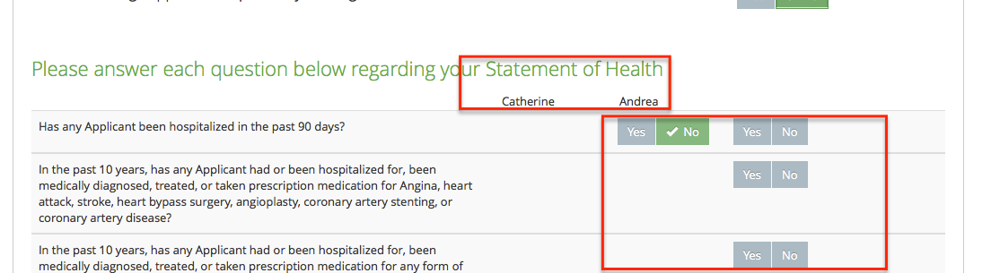 Please answer each question below regarding your Statement of Health
Catherine Andrea
Has any Applicant been hospitalized in the past 90 days? Yes No Yes No
In the past 10 years, has any Applicant had or been hospitalized for, been Yes No
medically diagnosed, treated, or taken prescription medication for Angina, heart
attack, stroke, heart bypass surgery, angioplasty, coronary artery stenting, or
coronary artery disease?
In the past 10 years, has any Applicant had or been hospitalized for, been Yes No
medically diagnosed, treated, or taken prescription medication for any form of